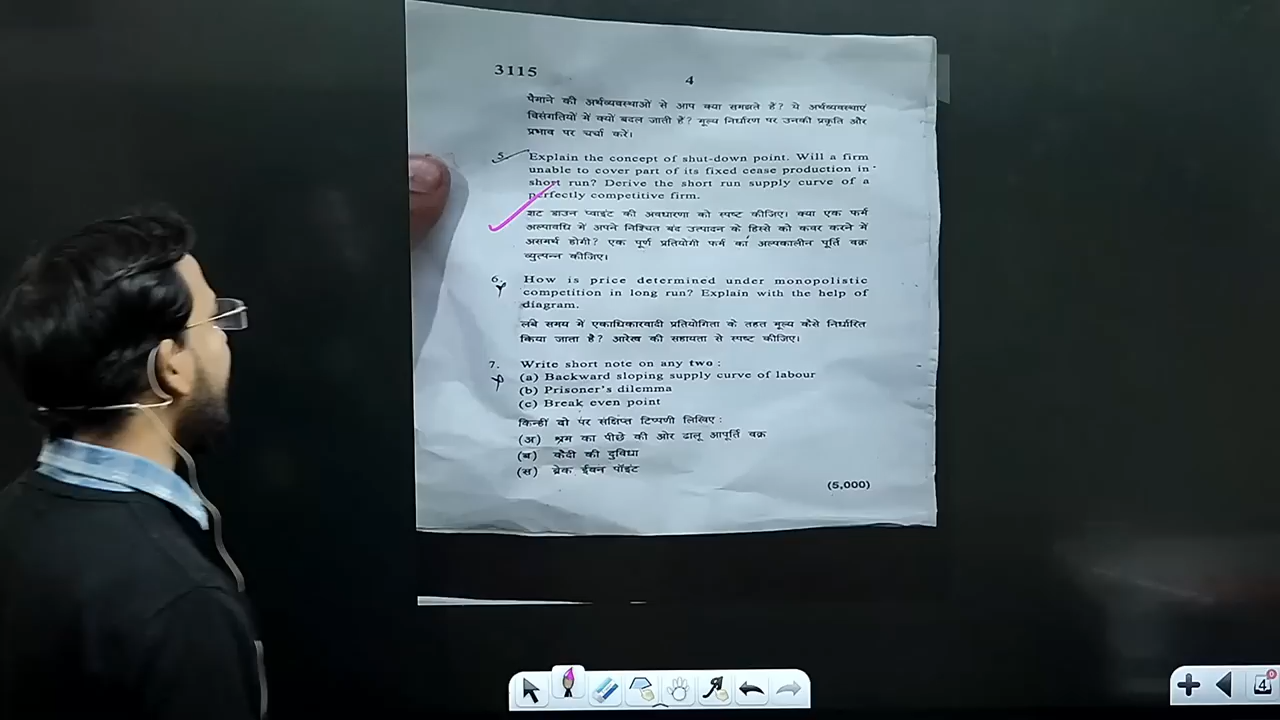 3115
4
पैमाने की अर्थव्यवस्थाओं से आप क्या समझते हैं? ये अर्थव्यवस्थाएं
विसंगतियों में क्यों बदल जाती हैं? मूल्य निर्धारण पर उनकी प्रकृति और
प्रभाव पर चर्चा करें।
5. Explain the concept of shut-down point. Will a firm
unable to cover part of its fixed cease production in
short run? Derive the short run supply curve of a
perfectly competitive firm.
शट डाउन प्वाइंट की अवधारणा को स्पष्ट कीजिए। क्या एक फर्म
अल्पावधि में अपने निश्चित बंद उत्पादन के हिस्से को कवर करने में
असमर्थ होगी? एक पूर्ण प्रतियोगी फर्म का अल्पकालीन पूर्ति वक्र
व्युत्पन्न कीजिए।
6. How is price determined under monopolistic
competition in long run? Explain with the help of
diagram.
लंबे समय में एकाधिकारवादी प्रतियोगिता के तहत मूल्य कैसे निर्धारित
किया जाता है? आरेख की सहायता से स्पष्ट कीजिए।
7. Write short note on any two :
(a) Backward sloping supply curve of labour
(b) Prisoner's dilemma
(c) Break even point
किन्हीं दो पर संक्षिप्त टिप्पणी लिखिए :
(अ) श्रम का पीछे की ओर ढालू आपूर्ति वक्र
(ब) कैदी की दुविधा
(स) ब्रेक ईवन पॉइंट
(5,000)
4